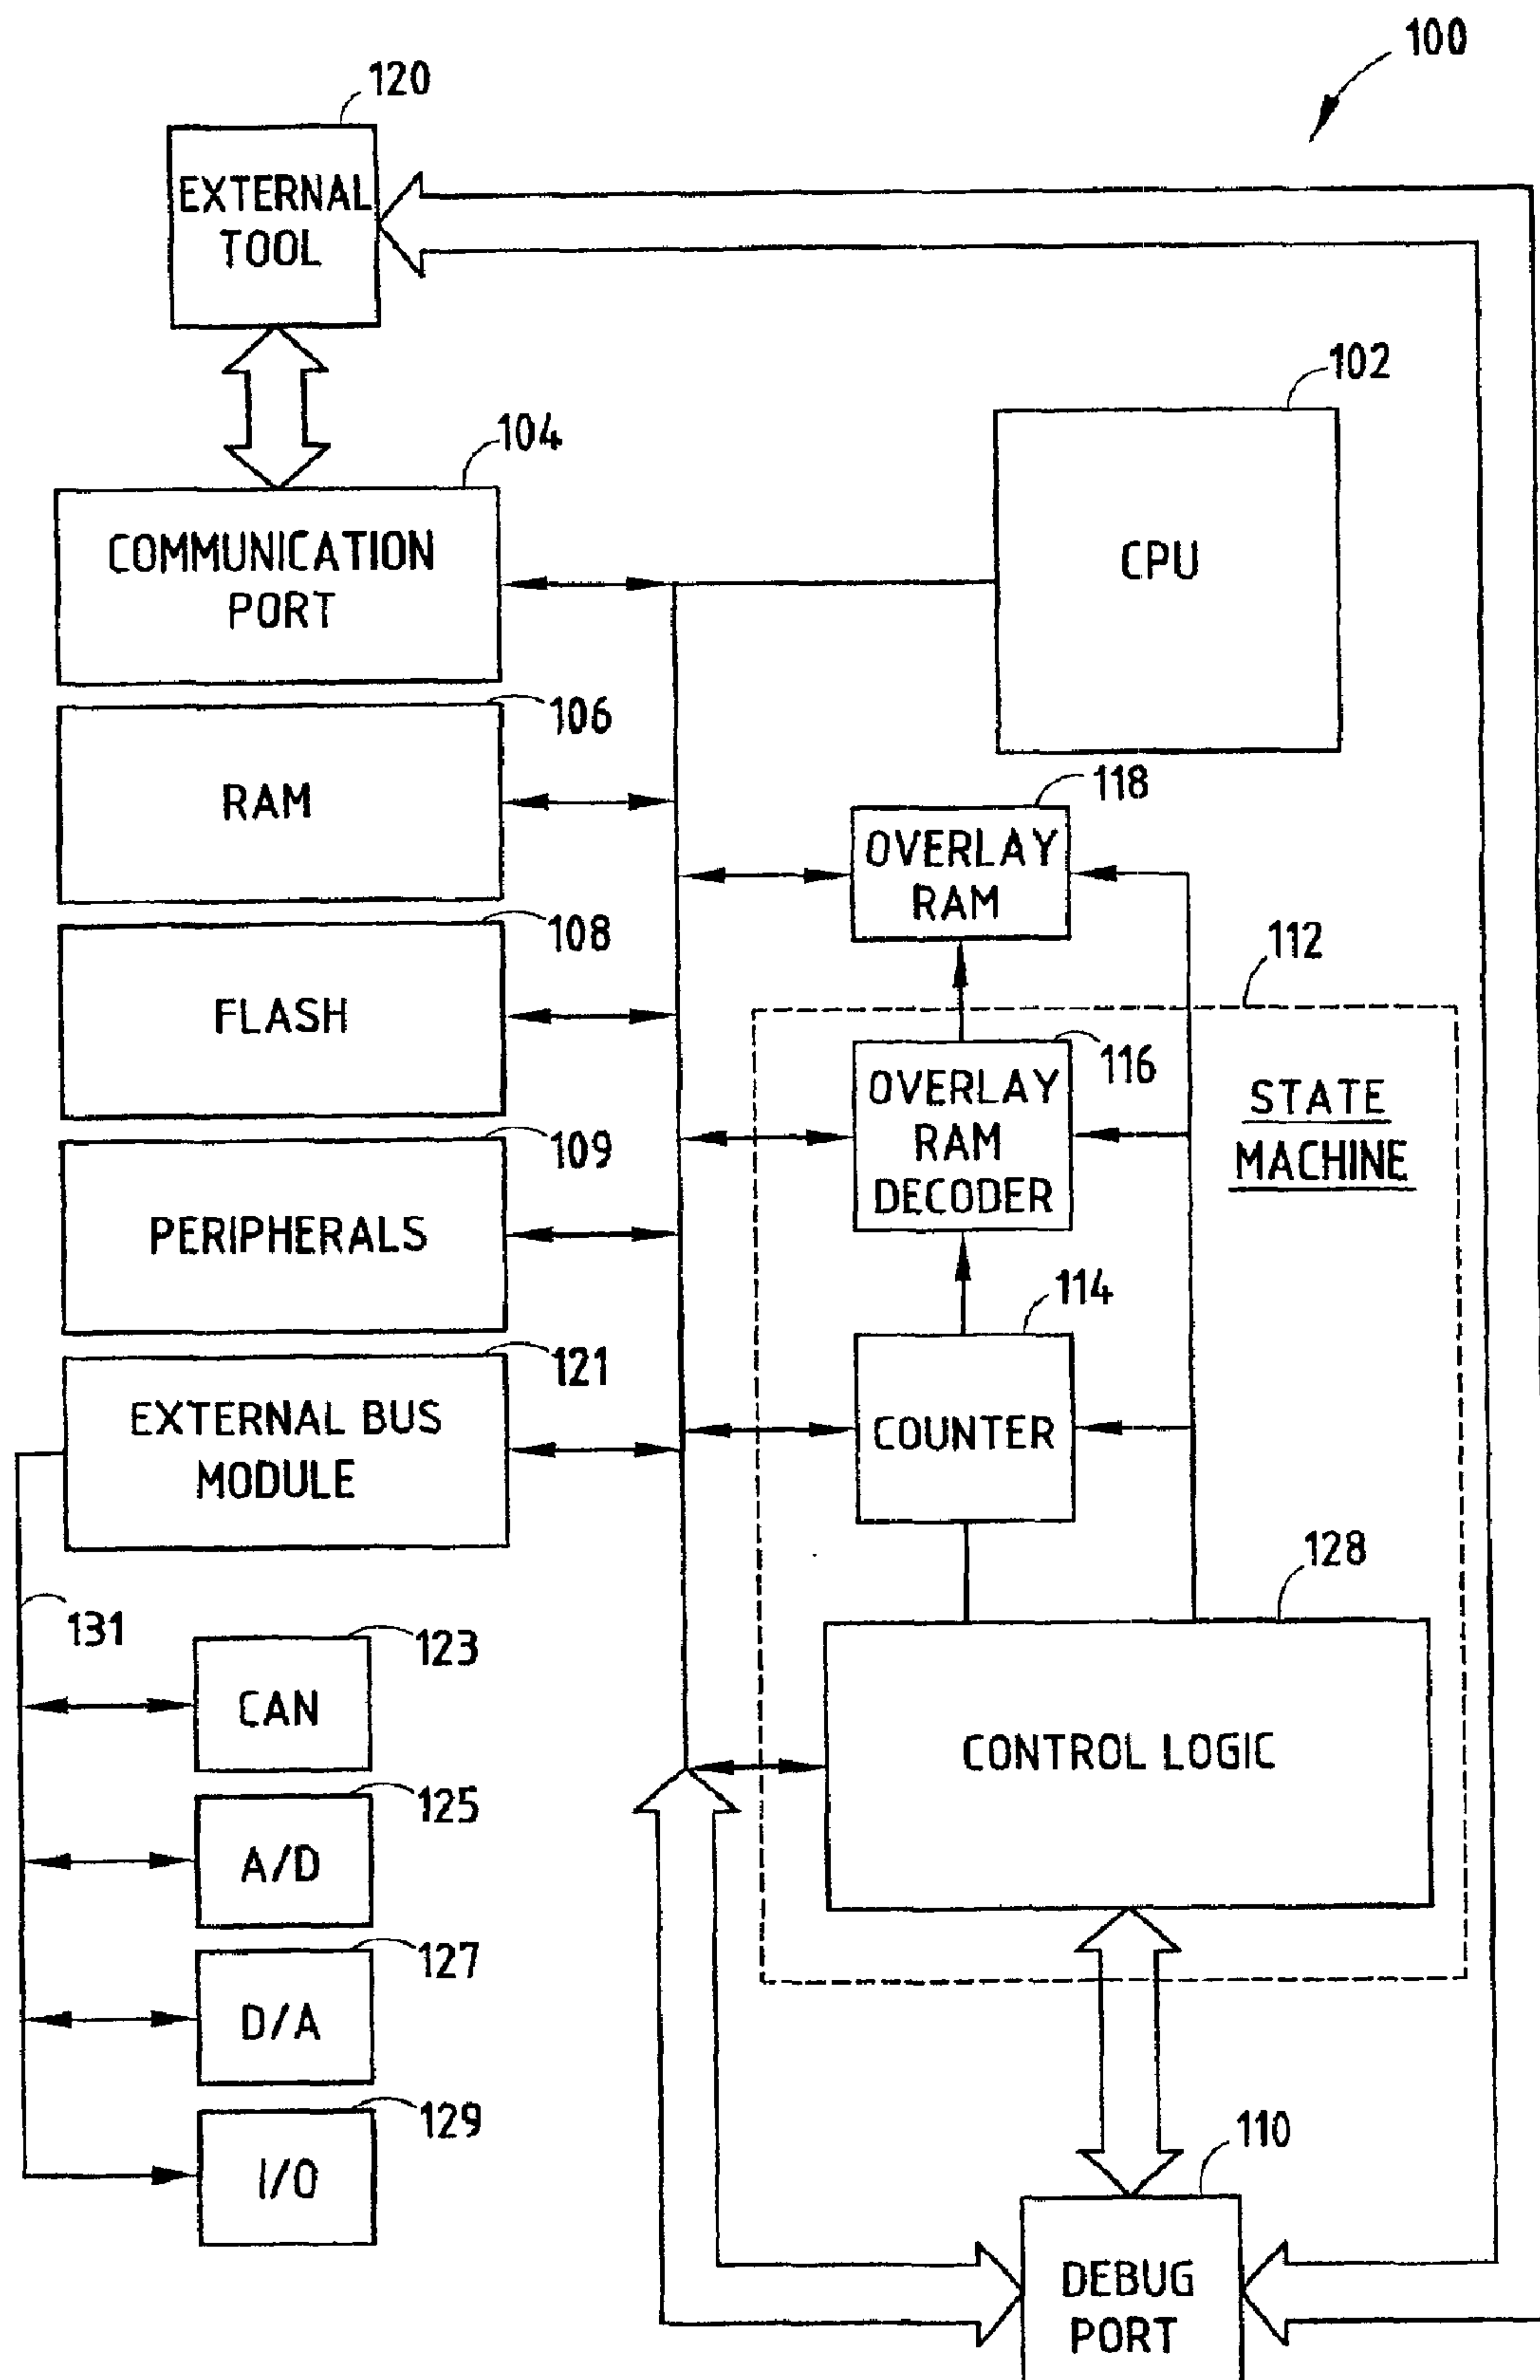 100
120
EXTERNAL
TOOL
102
CPU
104
COMMUNICATION
PORT
106
RAM
118
OVERLAY
RAM
108
FLASH
112
STATE
MACHINE
116
OVERLAY
RAM
DECODER
109
PERIPHERALS
114
COUNTER
121
EXTERNAL BUS
MODULE
128
CONTROL LOGIC
131
123
CAN
125
A/D
127
D/A
129
I/O
110
DEBUG
PORT